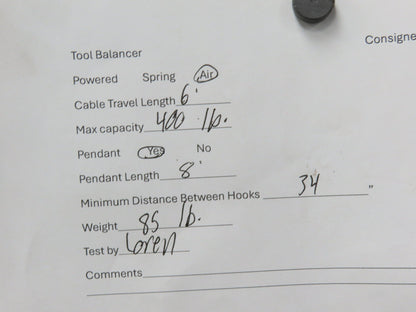 Consigne
Tool Balancer
Powered Spring Air
Cable Travel Length 6'
Max capacity 400 lb.
Pendant Yes No
Pendant Length 8'
Minimum Distance Between Hooks 34"
Weight 85 lb.
Test by Loren
Comments